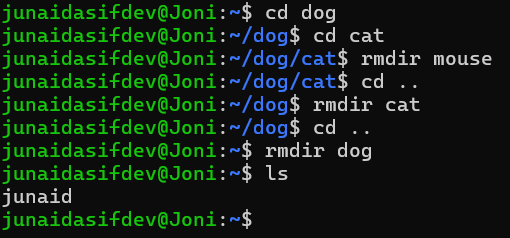 junaidasifdev@Joni:~$ cd dog
junaidasifdev@Joni:~/dog$ cd cat
junaidasifdev@Joni:~/dog/cat$ rmdir mouse
junaidasifdev@Joni:~/dog/cat$ cd ..
junaidasifdev@Joni:~/dog$ rmdir cat
junaidasifdev@Joni:~/dog$ cd ..
junaidasifdev@Joni:~$ rmdir dog
junaidasifdev@Joni:~$ ls
junaid
junaidasifdev@Joni:~$